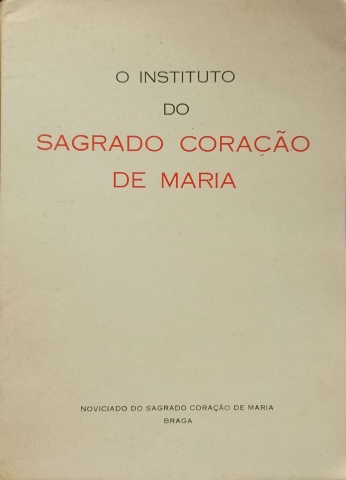 O INSTITUTO
DO
SAGRADO CORAÇÃO
DE MARIA
NOVICIADO DO SAGRADO CORAÇÃO DE MARIA
BRAGA